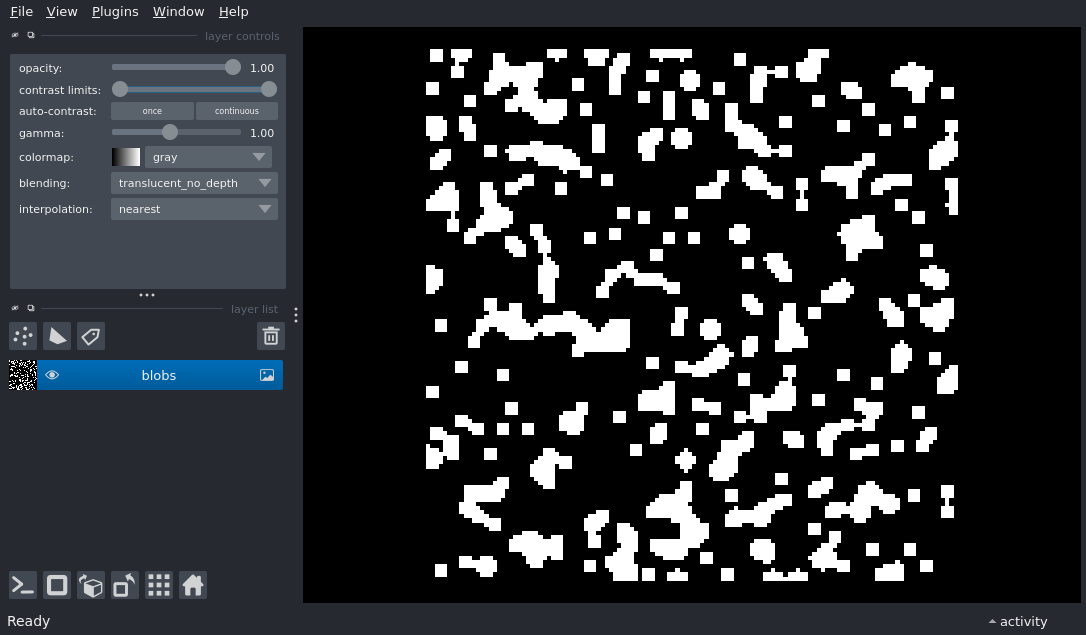 File View Plugins Window Help
layer controls
opacity: 1.00
contrast limits:
auto-contrast: once continuous
gamma: 1.00
colormap: gray
blending: translucent_no_depth
interpolation: nearest
layer list
blobs
Ready activity